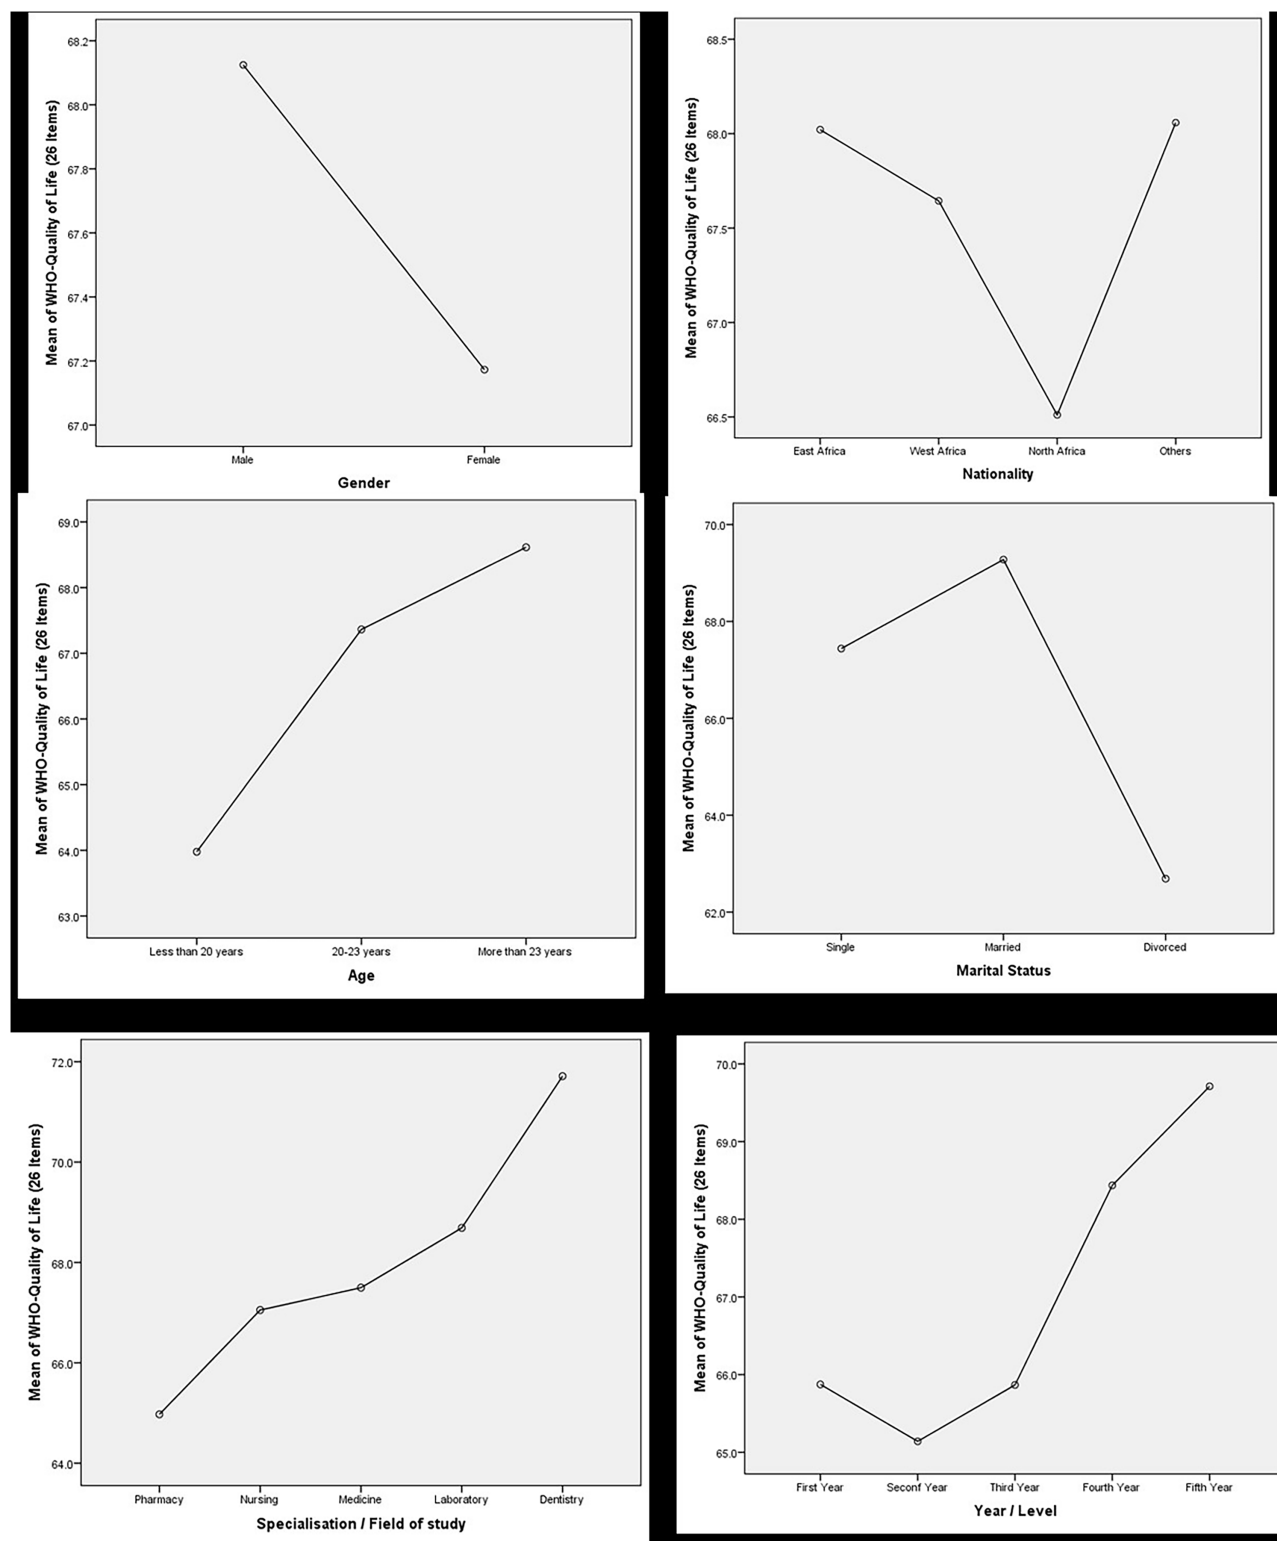 Mean of WHO-Quality of Life (26 Items)
68.2
68.0
67.8
67.6
67.4
67.2
67.0
Male Female
Gender
Mean of WHO-Quality of Life (26 Items)
68.5
68.0
67.5
67.0
66.5
East Africa West Africa North Africa Others
Nationality
Mean of WHO-Quality of Life (26 Items)
69.0
68.0
67.0
66.0
65.0
64.0
63.0
Less than 20 years 20-23 years More than 23 years
Age
Mean of WHO-Quality of Life (26 Items)
70.0
68.0
66.0
64.0
62.0
Single Married Divorced
Marital Status
Mean of WHO-Quality of Life (26 Items)
72.0
70.0
68.0
66.0
64.0
Pharmacy Nursing Medicine Laboratory Dentistry
Specialisation / Field of study
Mean of WHO-Quality of Life (26 Items)
70.0
69.0
68.0
67.0
66.0
65.0
First Year Seconf Year Third Year Fourth Year Fifth Year
Year / Level